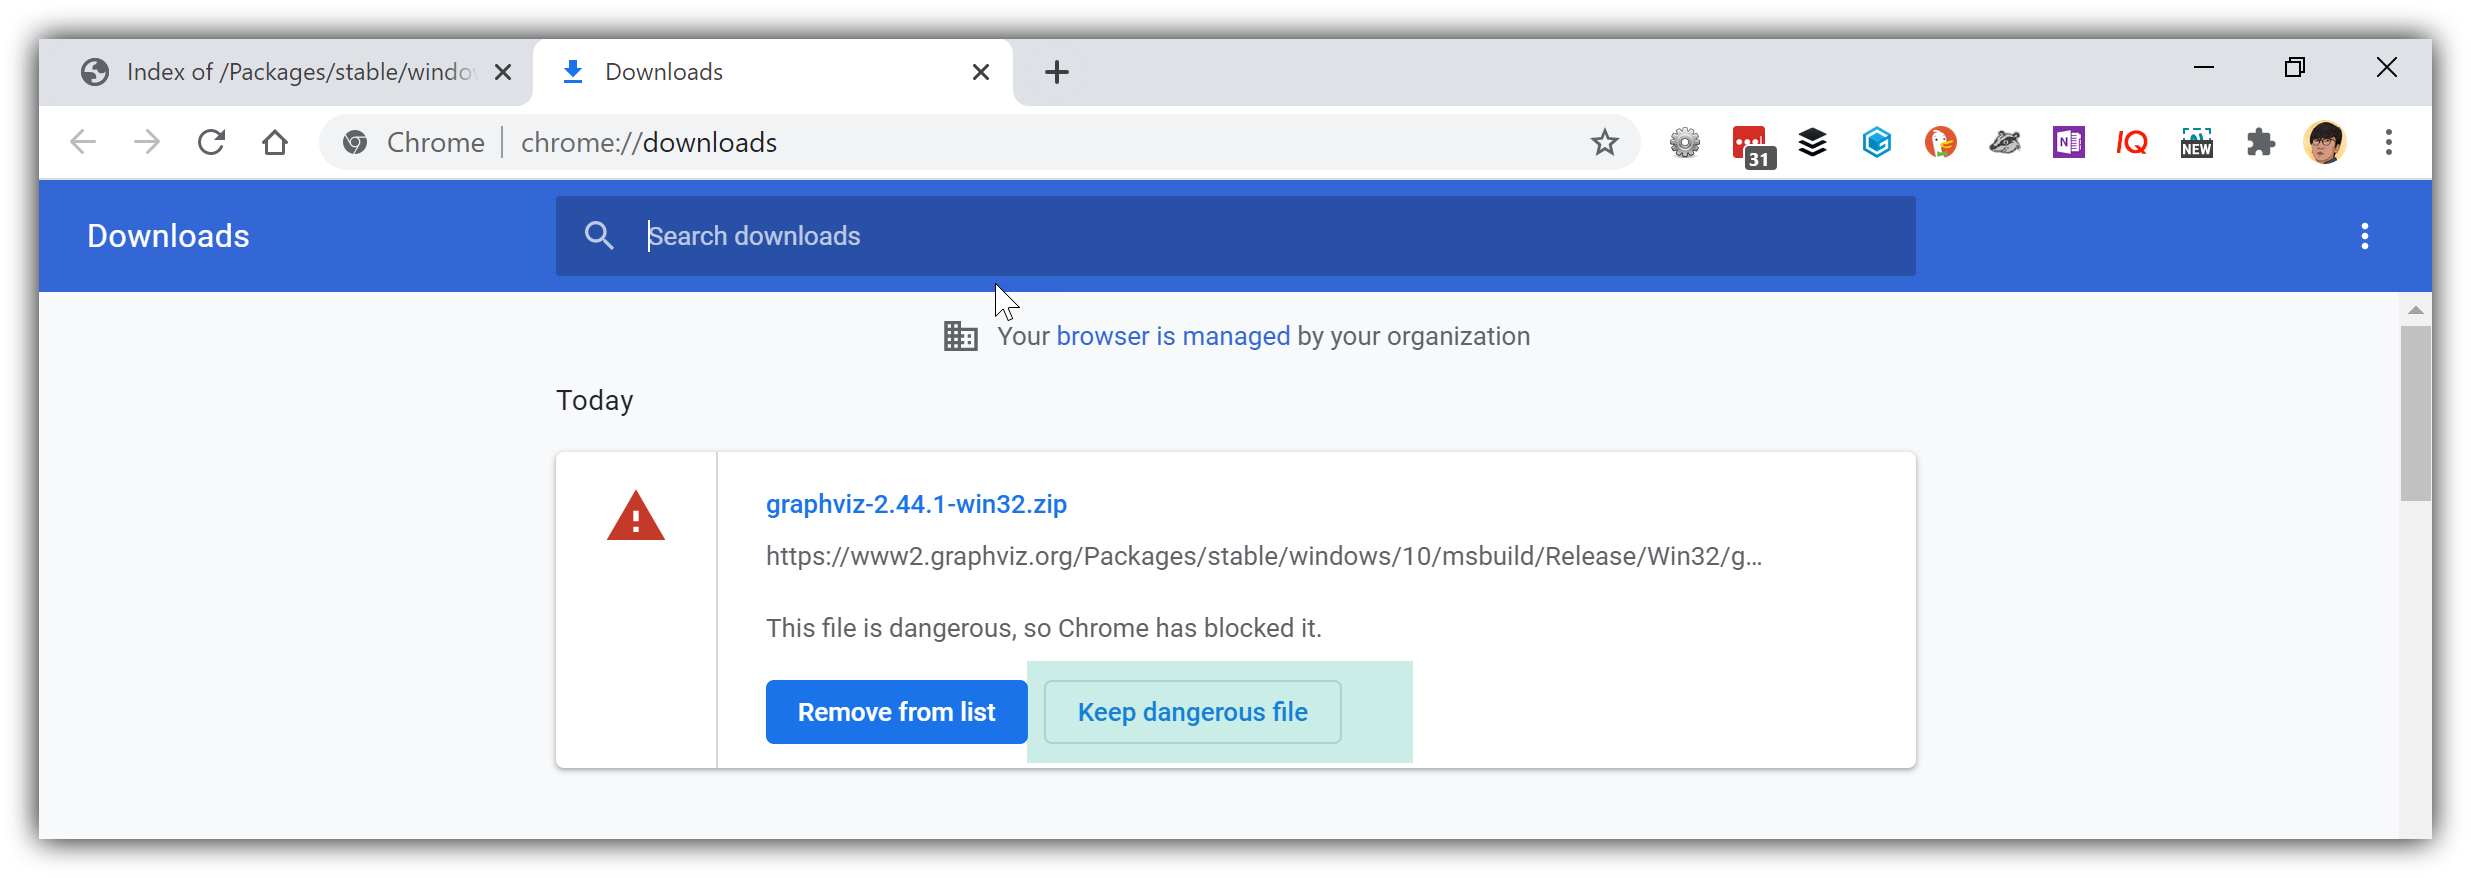 Index of /Packages/stable/windo
Downloads
Chrome
chrome://downloads
31
N
IQ
NEW
Downloads
Search downloads
Your browser is managed by your organization
Today
graphviz-2.44.1-win32.zip
https://www2.graphviz.org/Packages/stable/windows/10/msbuild/Release/Win32/g…
This file is dangerous, so Chrome has blocked it.
Remove from list
Keep dangerous file